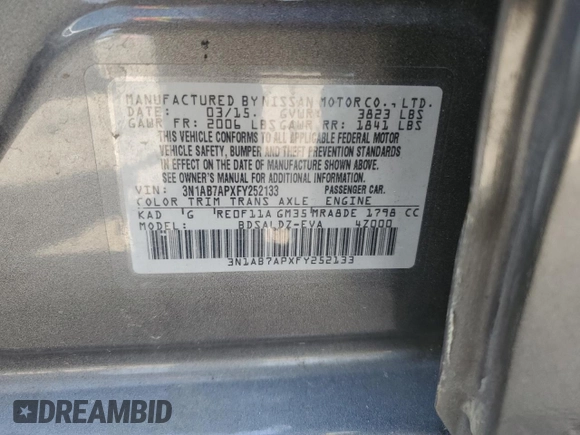 MANUFACTURED BY NISSAN MOTOR CO., LTD.
DATE: 03/15. GVWR: 3823 LBS
GAWR FR: 2006 LBS GAWR RR: 1841 LBS
THIS VEHICLE CONFORMS TO ALL APPLICABLE FEDERAL MOTOR
VEHICLE SAFETY, BUMPER AND THEFT PREVENTION STANDARDS
IN EFFECT ON THE DATE OF MANUFACTURE SHOWN ABOVE.
SEE OWNER'S MANUAL FOR ADDITIONAL INFORMATION.
VIN: 3N1AB7APXFY252133 PASSENGER CAR.
COLOR TRIM TRANS AXLE ENGINE
KAD G RE0F11A GM35 MRA8DE 1798 CC
MODEL: BDSALDZ-EVA 4Z000
3N1AB7APXFY252133
DREAMBID